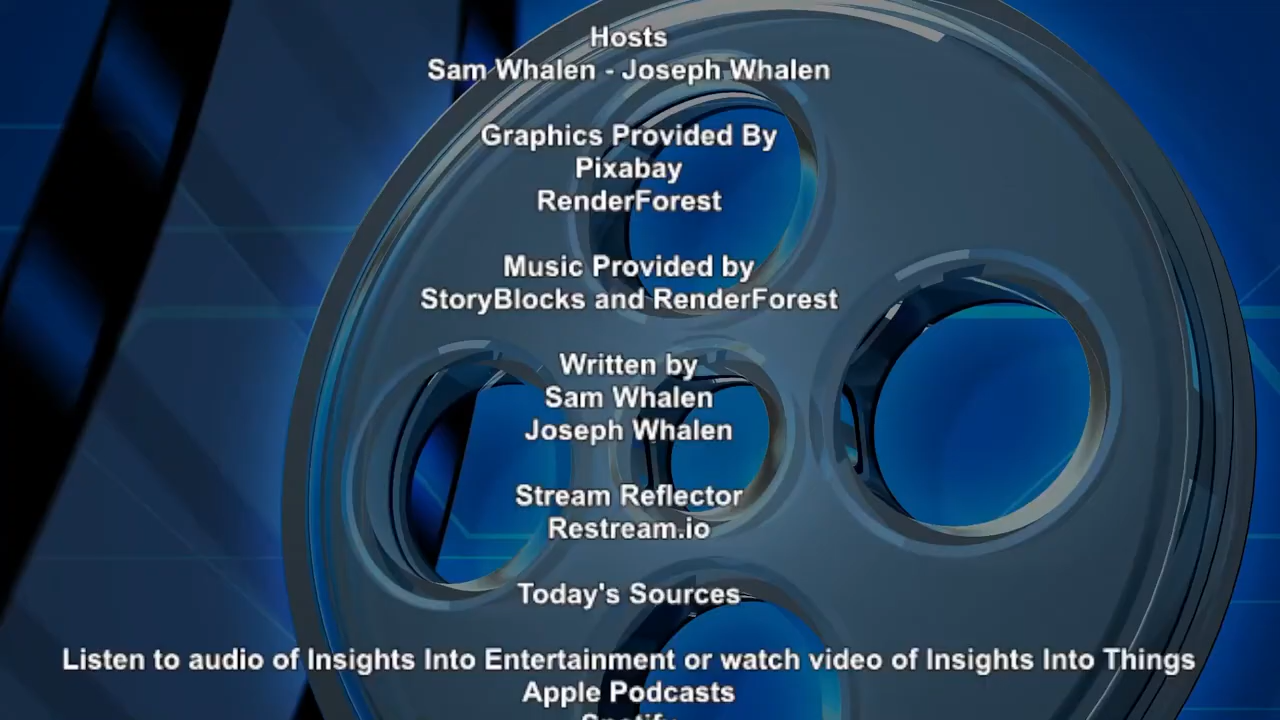 Hosts
Sam Whalen - Joseph Whalen
Graphics Provided By
Pixabay
RenderForest
Music Provided by
StoryBlocks and RenderForest
Written by
Sam Whalen
Joseph Whalen
Stream Reflector
Restream.io
Today's Sources
Listen to audio of Insights Into Entertainment or watch video of Insights Into Things
Apple Podcasts
Spotify